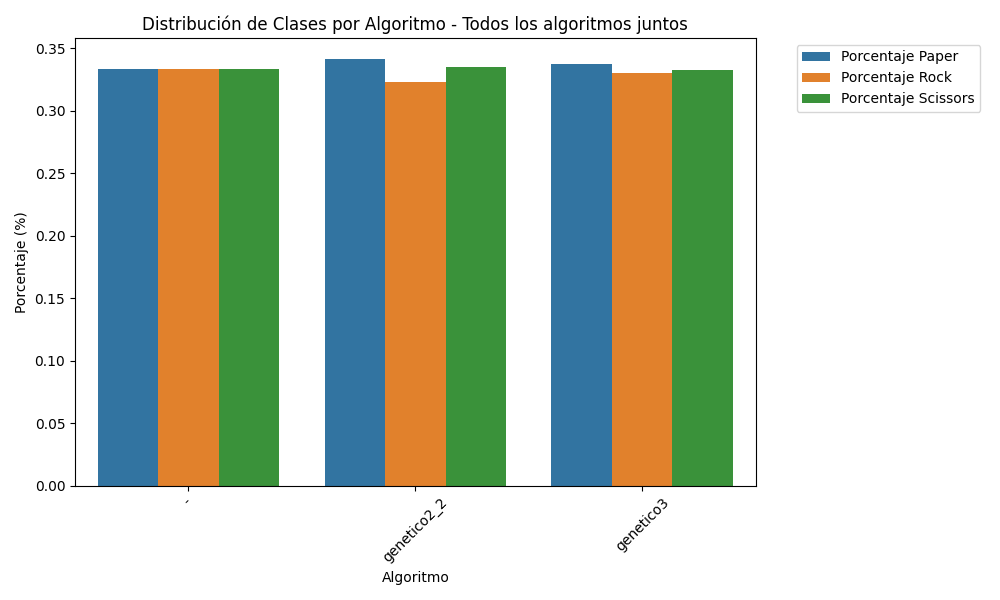 Distribución de Clases por Algoritmo - Todos los algoritmos juntos
Porcentaje Paper
Porcentaje Rock
Porcentaje Scissors
Porcentaje (%)
0.35
0.30
0.25
0.20
0.15
0.10
0.05
0.00
-
genetico2_2
genetico3
Algoritmo